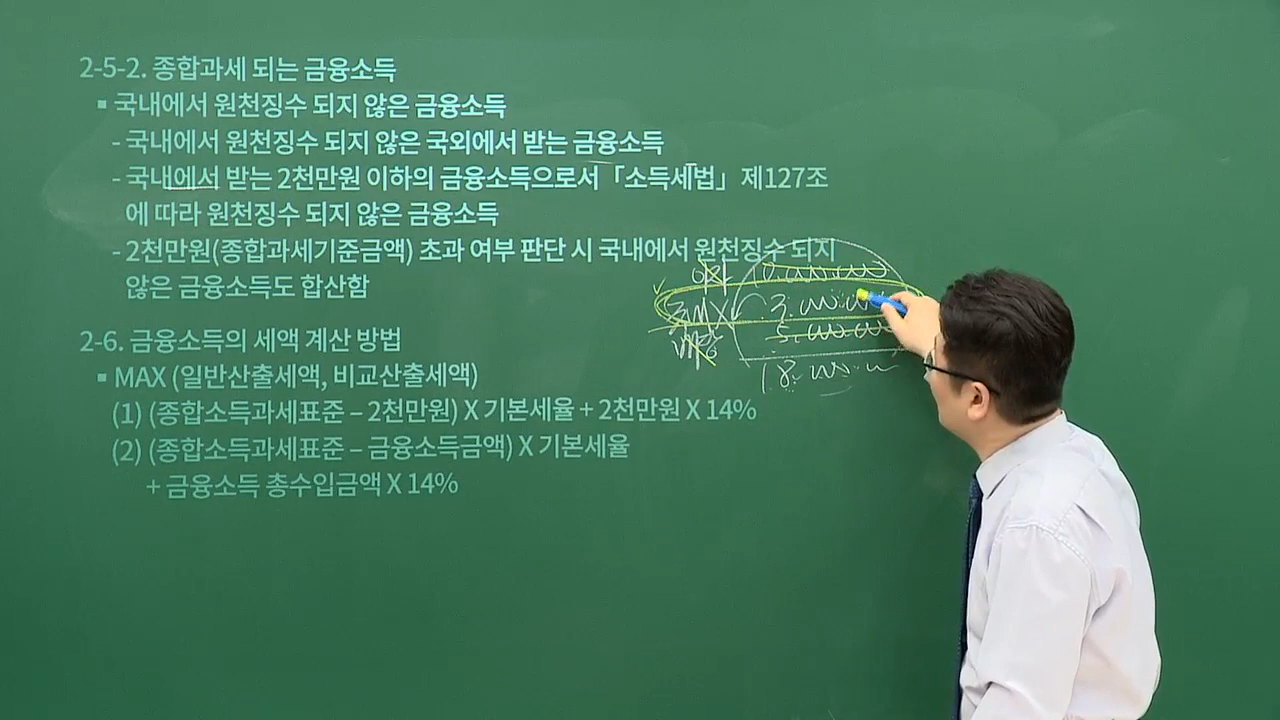 2-5-2. 종합과세 되는 금융소득
▪ 국내에서 원천징수 되지 않은 금융소득
- 국내에서 원천징수 되지 않은 국외에서 받는 금융소득
- 국내에서 받는 2천만원 이하의 금융소득으로서「소득세법」제127조
에 따라 원천징수 되지 않은 금융소득
- 2천만원(종합과세기준금액) 초과 여부 판단 시 국내에서 원천징수 되지
않은 금융소득도 합산함
2-6. 금융소득의 세액 계산 방법
▪ MAX (일반산출세액, 비교산출세액)
(1) (종합소득과세표준 – 2천만원) X 기본세율 + 2천만원 X 14%
(2) (종합소득과세표준 – 금융소득금액) X 기본세율
+ 금융소득 총수입금액 X 14%